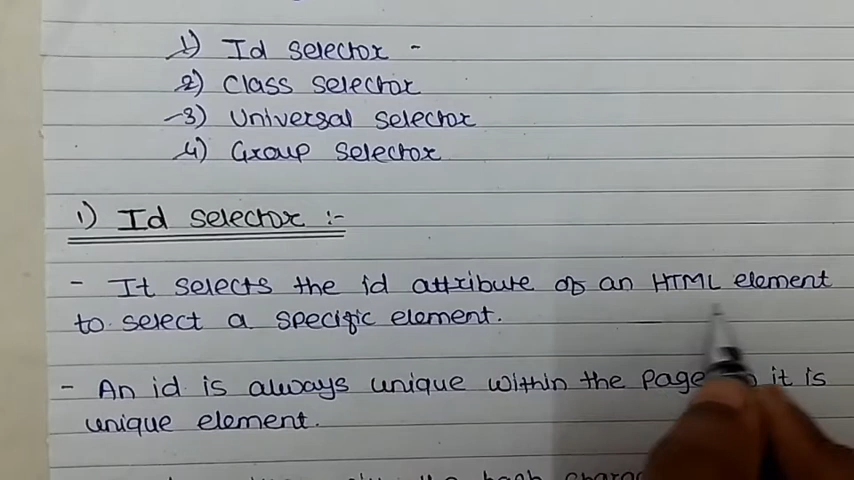 1) Id selector -
2) Class selector
3) Universal selector
4) Group selector
1) Id selector :-
- It selects the id attribute of an HTML element
to select a specific element.
- An id is always unique within the page it is
unique element.
hash